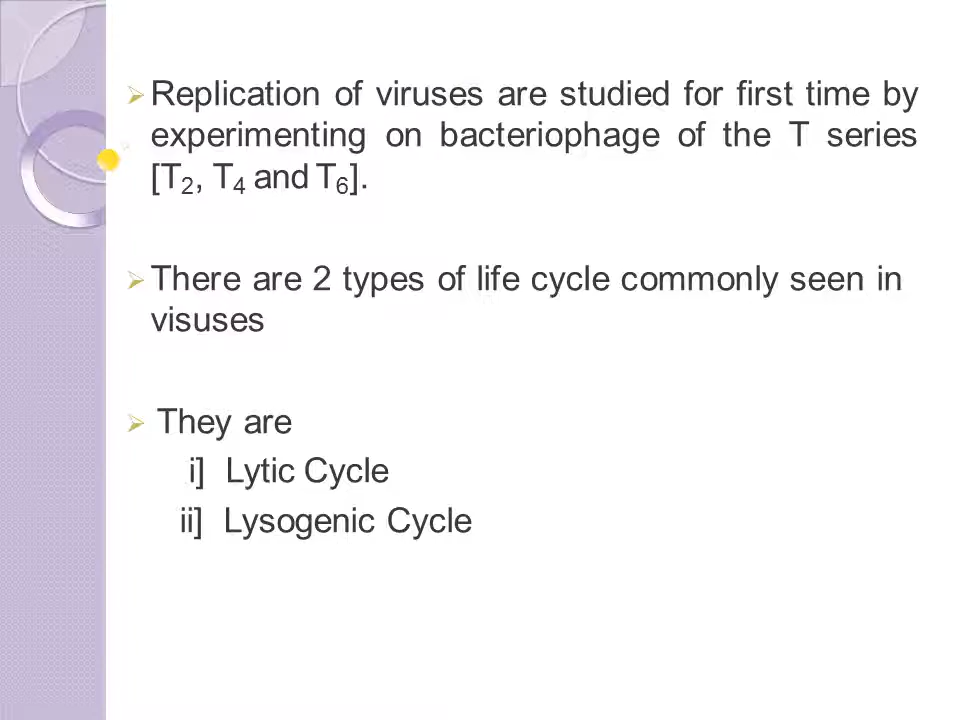 Replication of viruses are studied for first time by
experimenting on bacteriophage of the T series
[T2, T4 and T6].
There are 2 types of life cycle commonly seen in
visuses
They are
i] Lytic Cycle
ii] Lysogenic Cycle